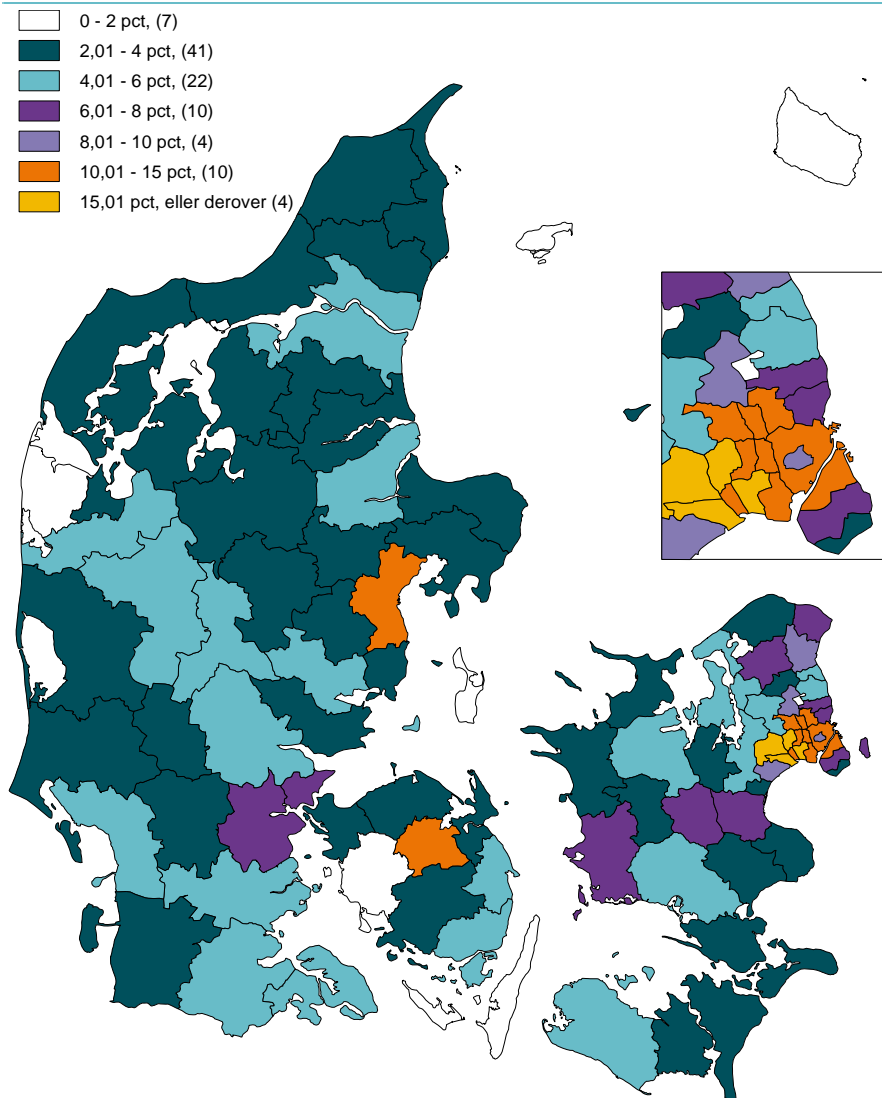 0 - 2 pct, (7)
2,01 - 4 pct, (41)
4,01 - 6 pct, (22)
6,01 - 8 pct, (10)
8,01 - 10 pct, (4)
10,01 - 15 pct, (10)
15,01 pct, eller derover (4)